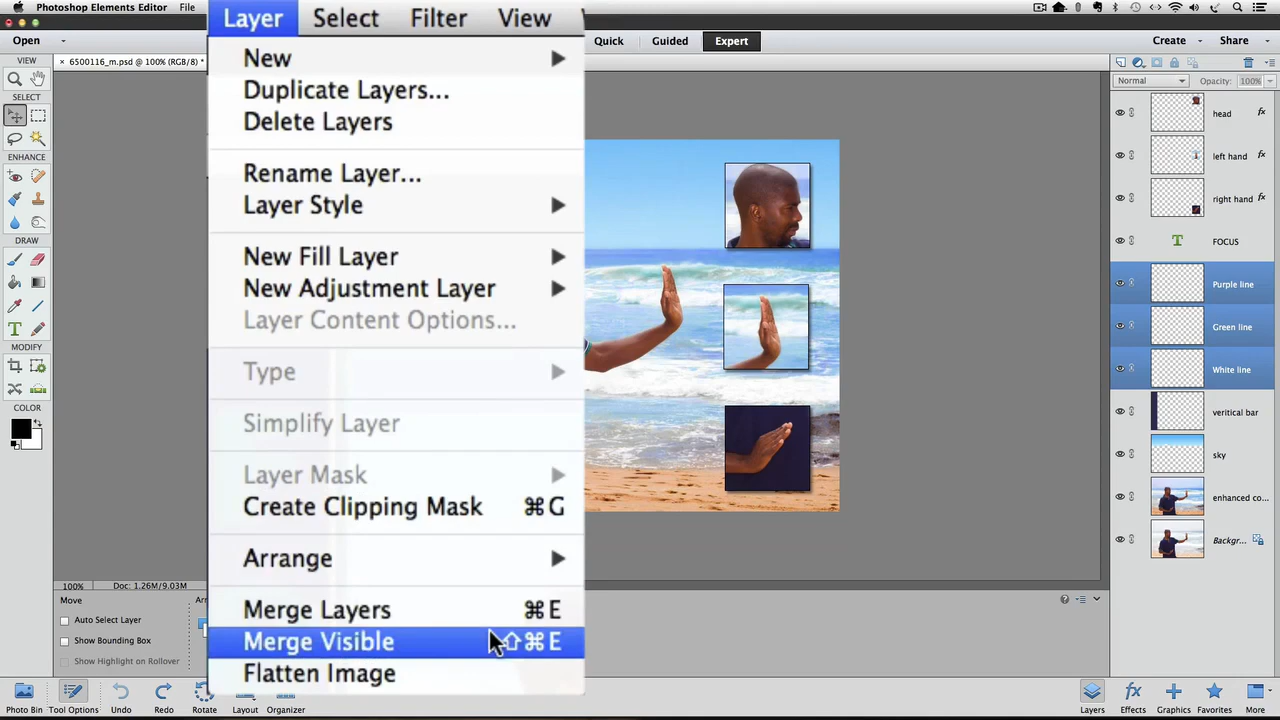 Photoshop Elements Editor File
Layer Select Filter View
Open Quick Guided Expert Create Share
6500116_m.psd @ 100% (RGB/8) *
VIEW
SELECT
ENHANCE
DRAW
MODIFY
COLOR
New
Duplicate Layers...
Delete Layers
Rename Layer...
Layer Style
New Fill Layer
New Adjustment Layer
Layer Content Options...
Type
Simplify Layer
Layer Mask
Create Clipping Mask ⌘G
Arrange
Merge Layers ⌘E
Merge Visible ⇧⌘E
Flatten Image
Normal Opacity: 100%
head fx
left hand fx
right hand fx
T FOCUS
Purple line
Green line
White line
veritical bar
sky
enhanced co...
Backgr...
100% Doc: 1.26M/9.03M
Move
Auto Select Layer
Show Bounding Box
Show Highlight on Rollover
Photo Bin Tool Options Undo Redo Rotate Layout Organizer
Layers Effects Graphics Favorites More